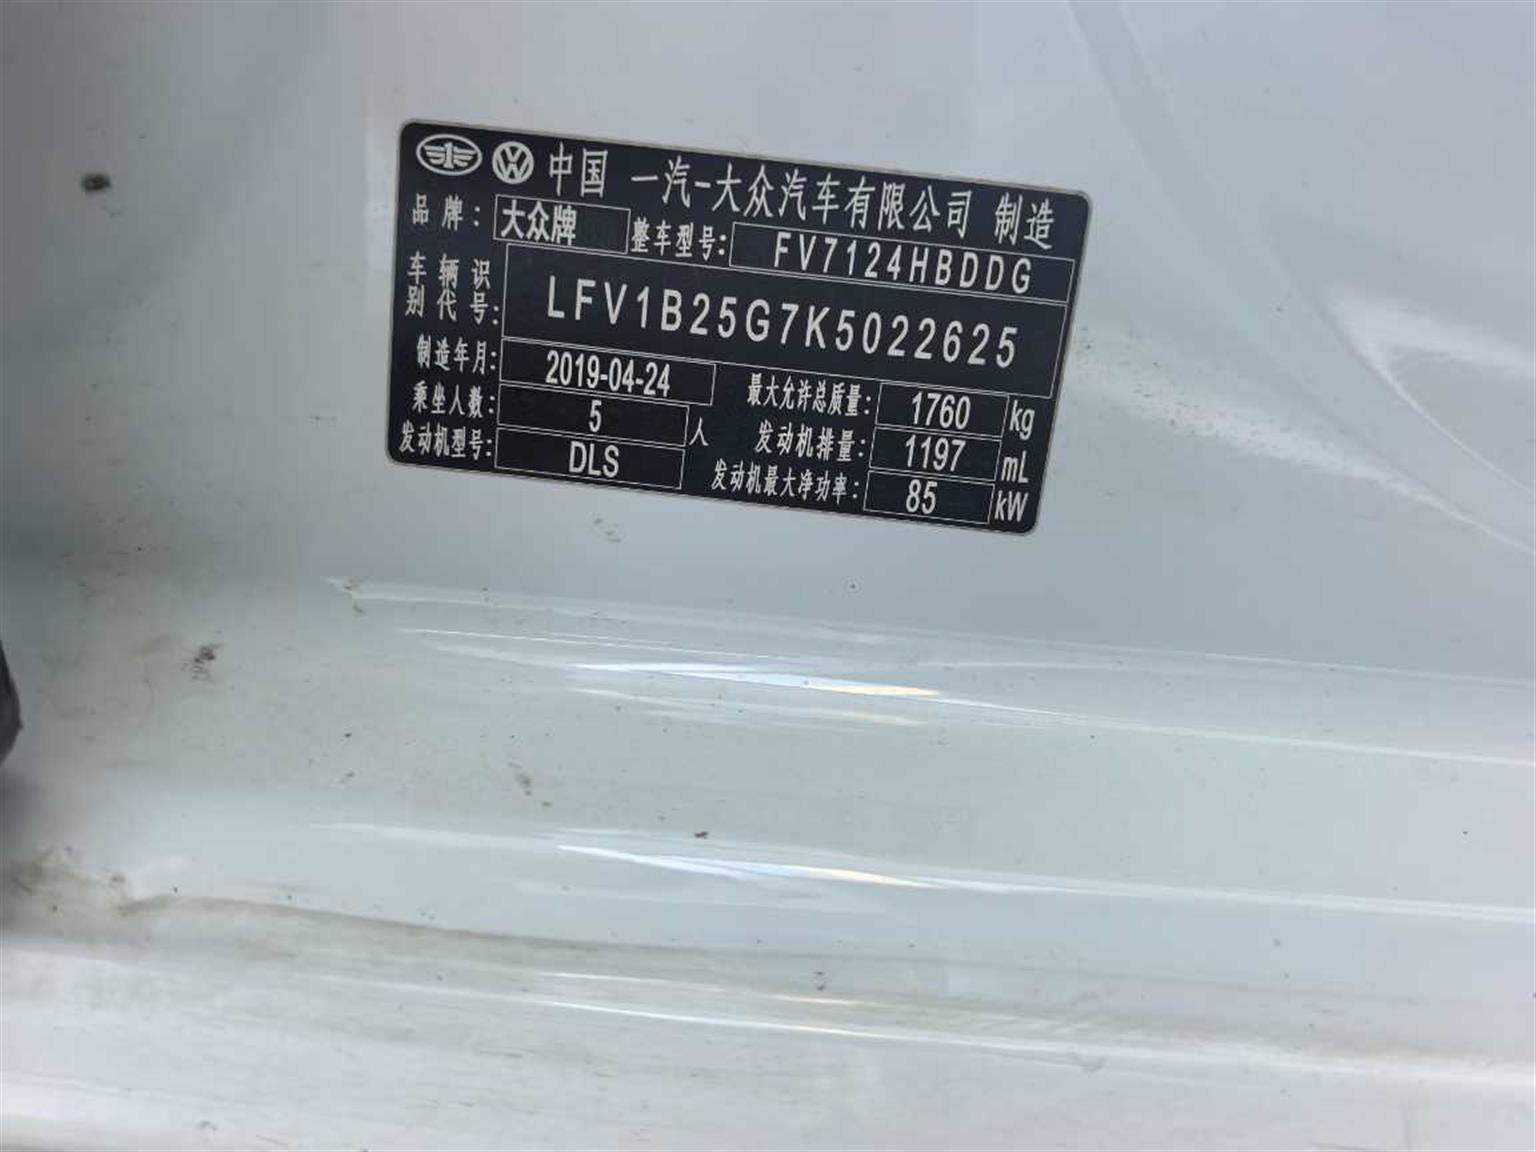 中国 一汽-大众汽车有限公司 制造
品牌: 大众牌 整车型号: FV7124HBDDG
车辆识别代号: LFV1B25G7K5022625
制造年月: 2019-04-24 最大允许总质量: 1760 kg
乘坐人数: 5 人 发动机排量: 1197 mL
发动机型号: DLS 发动机最大净功率: 85 kW